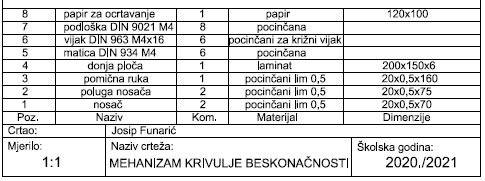 8 papir za ocrtavanje 1 papir 120x100
7 podloška DIN 9021 M4 8 pocinčana
6 vijak DIN 963 M4x16 6 pocinčani za križni vijak
5 matica DIN 934 M4 6 pocinčana
4 donja ploča 1 laminat 200x150x6
3 pomična ruka 1 pocinčani lim 0,5 20x0,5x160
2 poluga nosača 2 pocinčani lim 0,5 20x0,5x75
1 nosač 2 pocinčani lim 0,5 20x0,5x70
Poz. Naziv Kom. Materijal Dimenzije
Crtao: Josip Funarić
Mjerilo: Naziv crteža: Školska godina:
1:1 MEHANIZAM KRIVULJE BESKONAČNOSTI 2020./2021